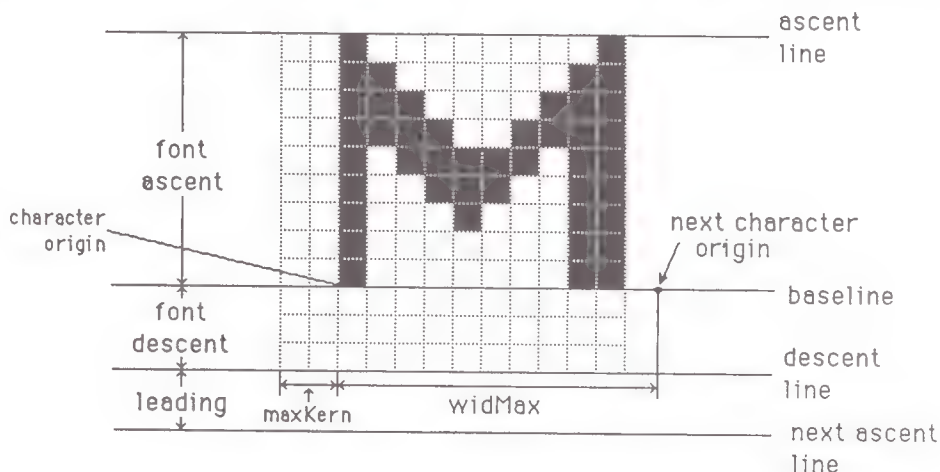 ascent
line
font
ascent
character
origin
next character
origin
baseline
font
descent
descent
line
leading
maxKern
widMax
next ascent
line